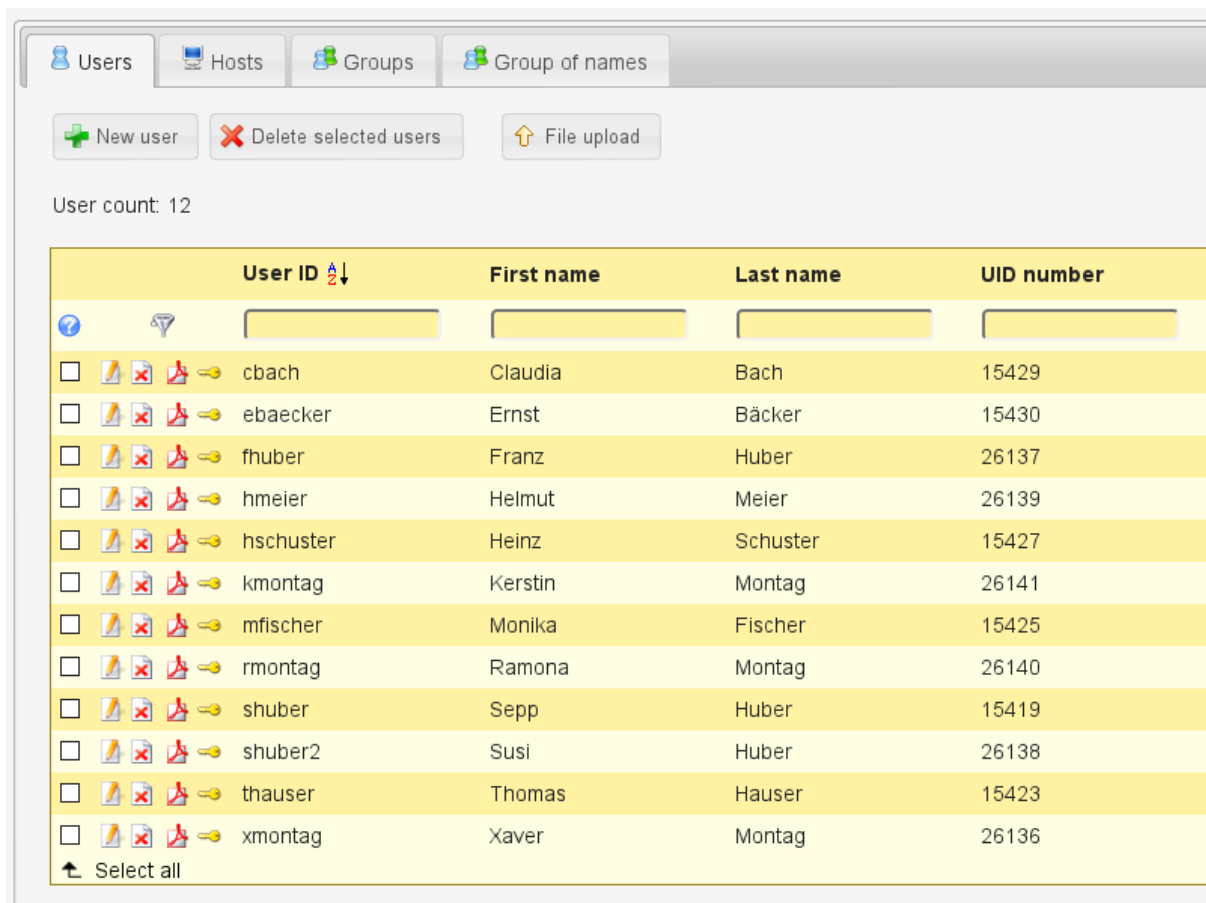 Users Hosts Groups Group of names
New user Delete selected users File upload
User count: 12
User ID First name Last name UID number
cbach Claudia Bach 15429
ebaecker Ernst Bäcker 15430
fhuber Franz Huber 26137
hmeier Helmut Meier 26139
hschuster Heinz Schuster 15427
kmontag Kerstin Montag 26141
mfischer Monika Fischer 15425
rmontag Ramona Montag 26140
shuber Sepp Huber 15419
shuber2 Susi Huber 26138
thauser Thomas Hauser 15423
xmontag Xaver Montag 26136
Select all